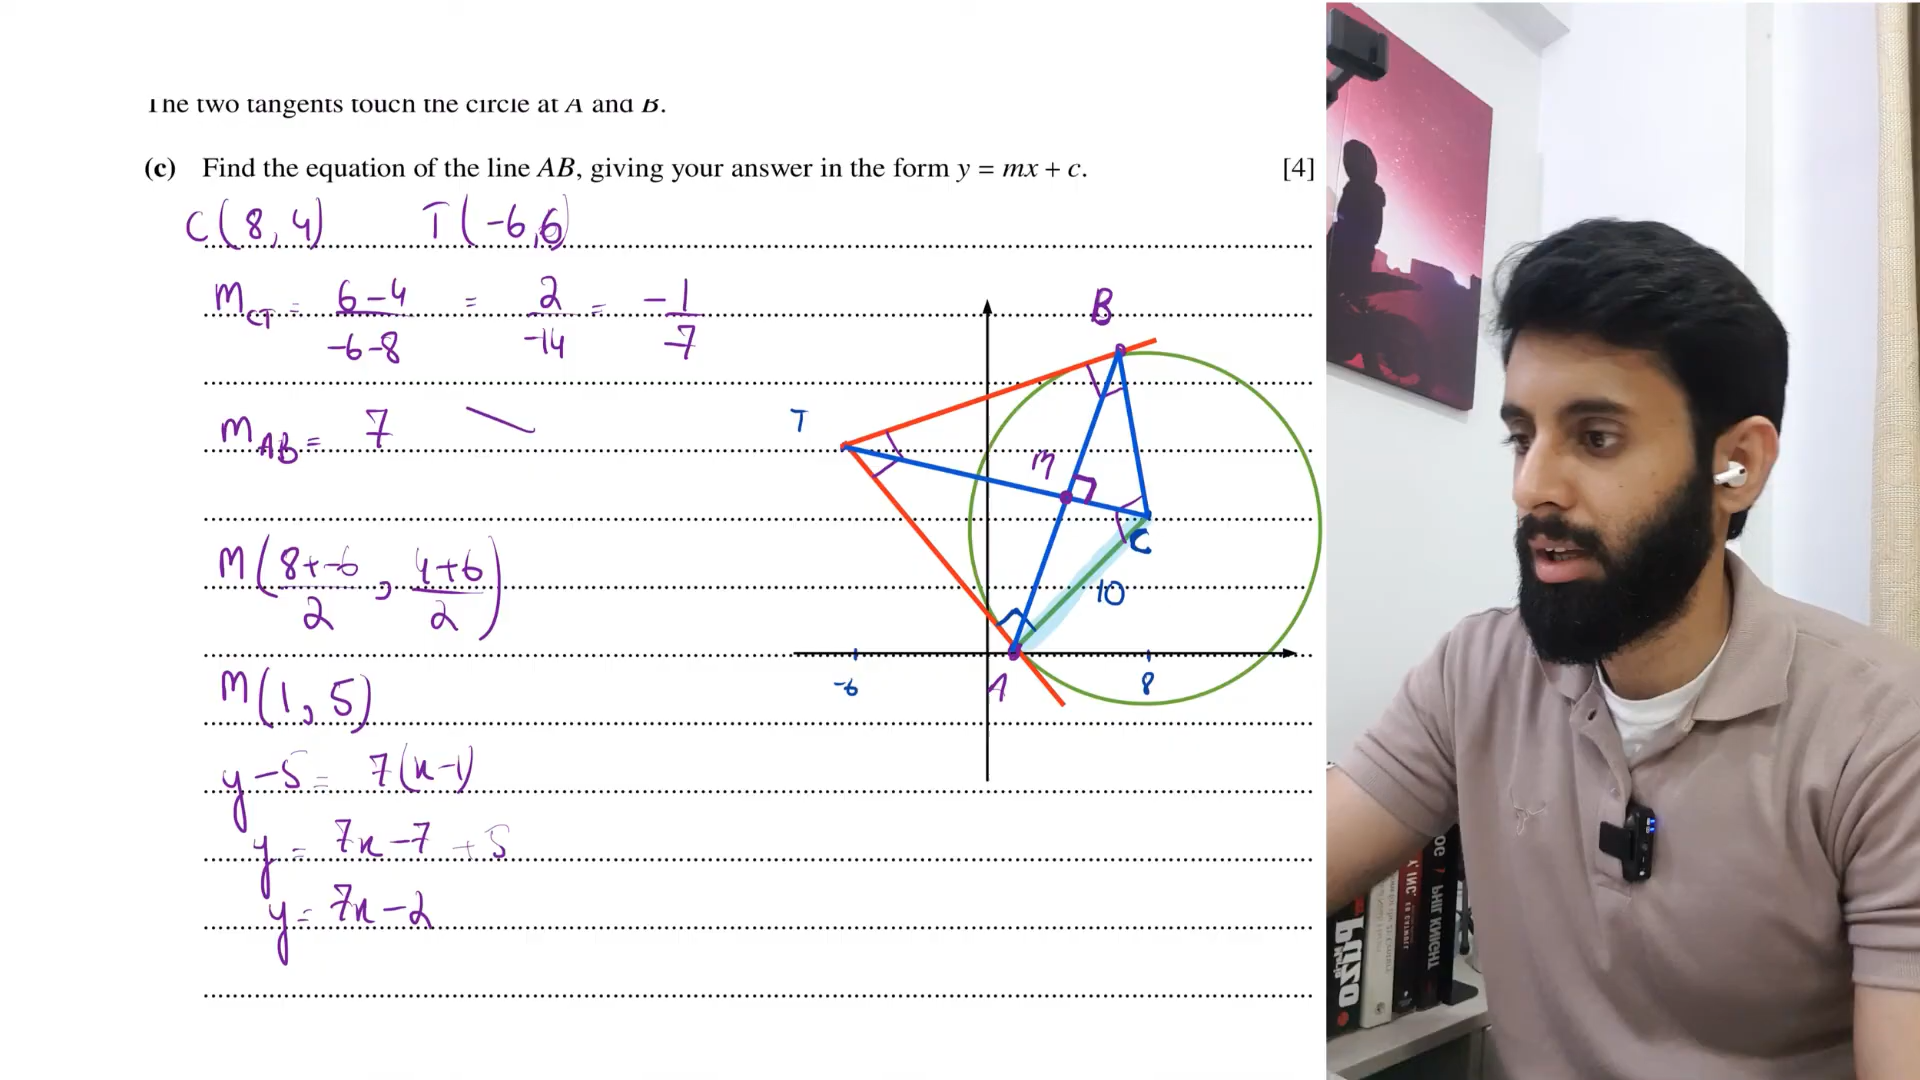 The two tangents touch the circle at A and B.
(c) Find the equation of the line AB, giving your answer in the form y = mx + c. [4]
C(8, 4) T(-6, 6)
m_CT = (6-4)/(-6-8) = 2/-14 = -1/7
m_AB = 7
M((8+-6)/2, (4+6)/2)
M(1, 5)
y-5 = 7(x-1)
y = 7x-7 +5
y = 7x-2
B
T
M
C
10
-6
A
8
PAZO